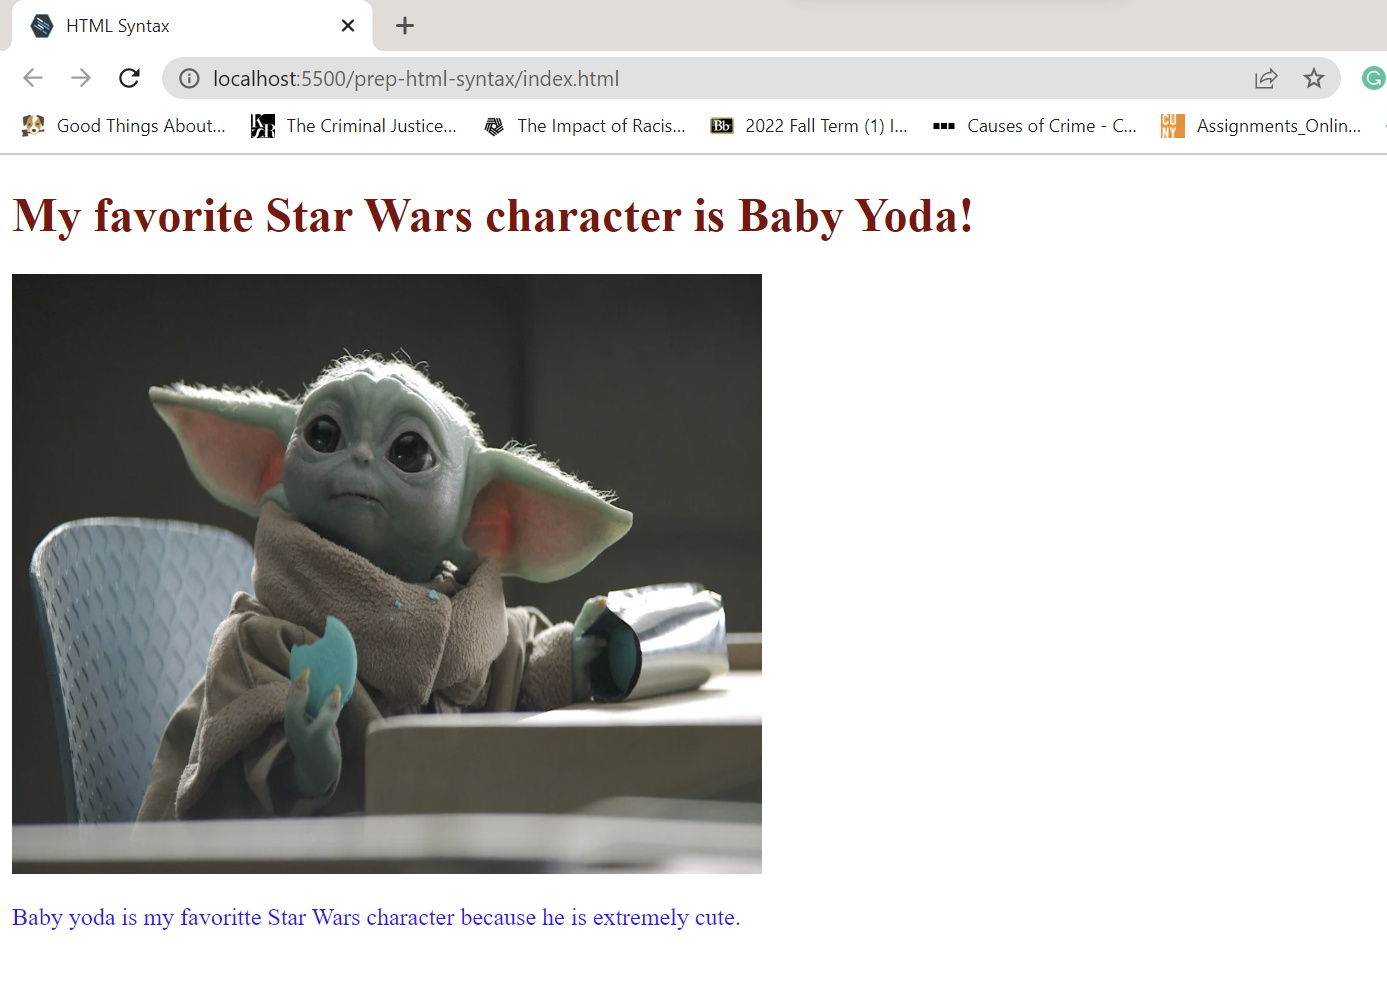 HTML Syntax
localhost:5500/prep-html-syntax/index.html
G
Good Things About...
The Criminal Justice...
The Impact of Racis...
Bb 2022 Fall Term (1) I...
Causes of Crime - C...
CU NY Assignments_Onlin...
My favorite Star Wars character is Baby Yoda!
Baby yoda is my favoritte Star Wars character because he is extremely cute.